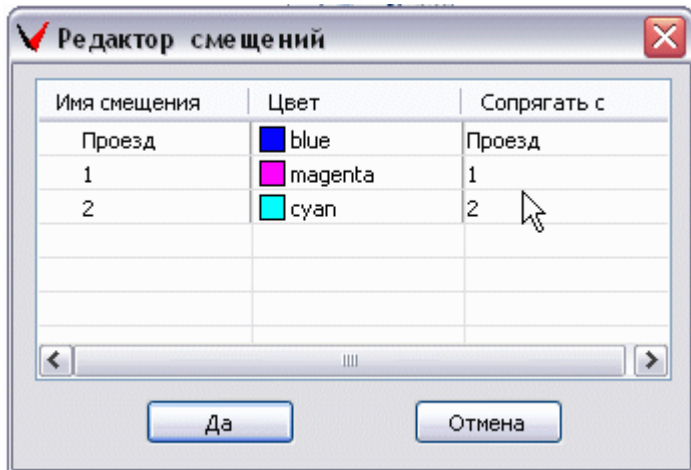 Редактор смещений
Имя смещения Цвет Сопрягать с
Проезд blue Проезд
1 magenta 1
2 cyan 2
Да Отмена